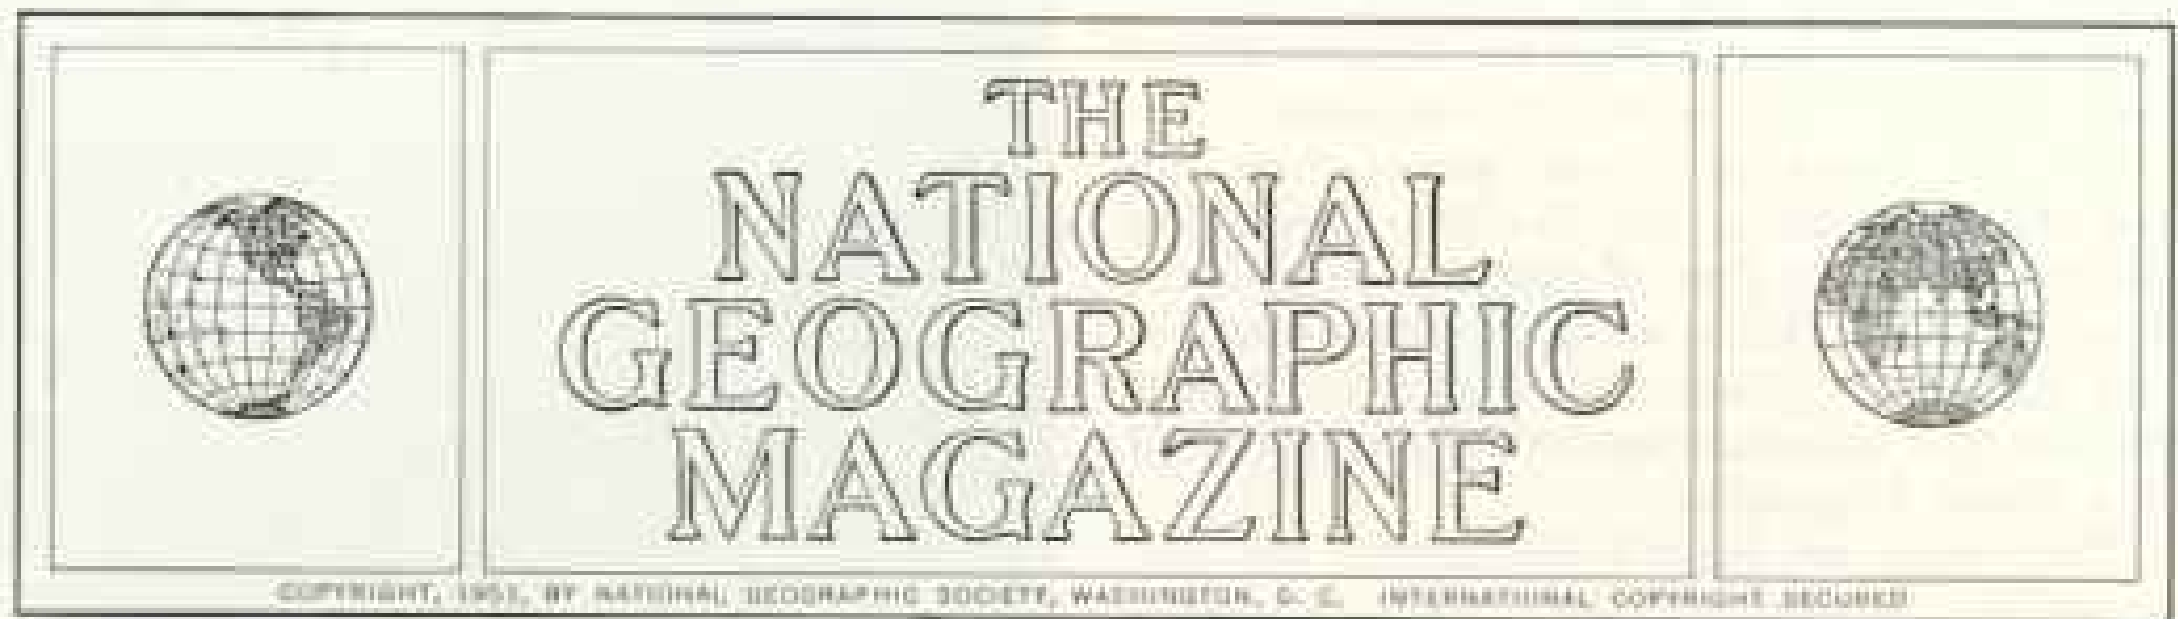 THE
NATIONAL
GEOGRAPHIC
MAGAZINE
COPYRIGHT, BY NATIONAL GEOGRAPHIC SOCIETY, WASHINGTON, D. C. INTERNATIONAL COPYRIGHT SECURED